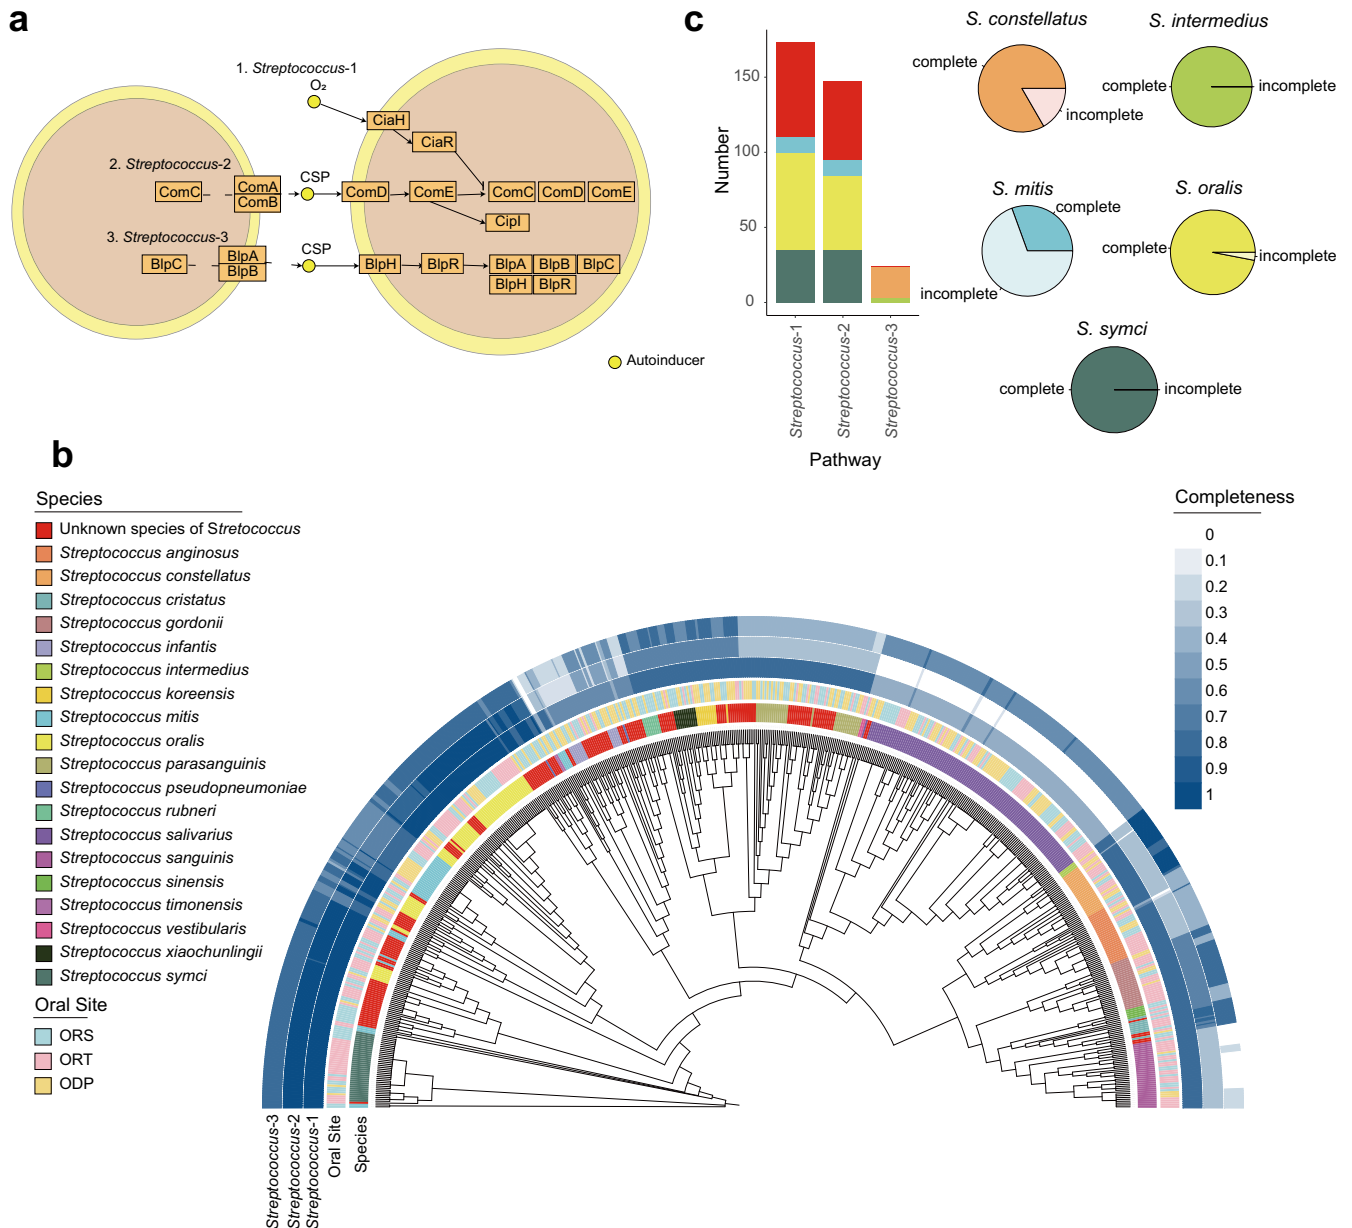 a
1. Streptococcus-1
O₂
CiaH
CiaR
2. Streptococcus-2
ComC
ComA
ComB
CSP
ComD
ComE
ComC
ComD
ComE
CipI
3. Streptococcus-3
BlpC
BlpA
BlpB
CSP
BlpH
BlpR
BlpA
BlpB
BlpC
BlpH
BlpR
Autoinducer
c
Number
150
100
50
0
Streptococcus-1
Streptococcus-2
Streptococcus-3
Pathway
S. constellatus
complete
incomplete
S. intermedius
complete
incomplete
S. mitis
complete
incomplete
S. oralis
complete
incomplete
S. symci
complete
incomplete
b
Species
Unknown species of Stretococcus
Streptococcus anginosus
Streptococcus constellatus
Streptococcus cristatus
Streptococcus gordonii
Streptococcus infantis
Streptococcus intermedius
Streptococcus koreensis
Streptococcus mitis
Streptococcus oralis
Streptococcus parasanguinis
Streptococcus pseudopneumoniae
Streptococcus rubneri
Streptococcus salivarius
Streptococcus sanguinis
Streptococcus sinensis
Streptococcus timonensis
Streptococcus vestibularis
Streptococcus xiaochunlingii
Streptococcus symci
Oral Site
ORS
ORT
ODP
Completeness
0
0.1
0.2
0.3
0.4
0.5
0.6
0.7
0.8
0.9
1
Streptococcus-3
Streptococcus-2
Streptococcus-1
Oral Site
Species